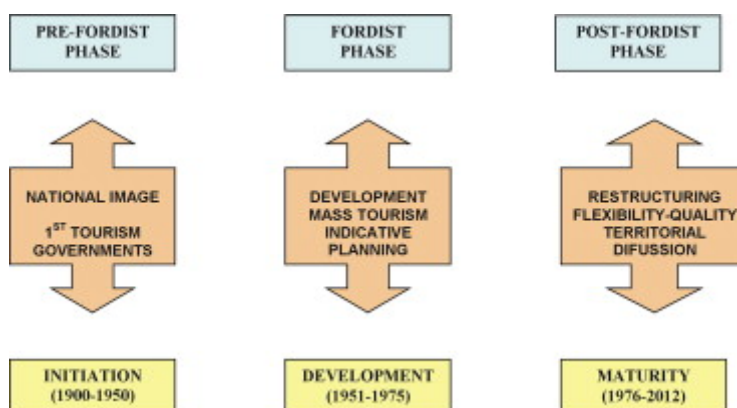 PRE-FORDIST
PHASE
FORDIST
PHASE
POST-FORDIST
PHASE
NATIONAL IMAGE
1ST TOURISM
GOVERNMENTS
DEVELOPMENT
MASS TOURISM
INDICATIVE
PLANNING
RESTRUCTURING
FLEXIBILITY-QUALITY
TERRITORIAL
DIFUSSION
INITIATION
(1900-1950)
DEVELOPMENT
(1951-1975)
MATURITY
(1976-2012)